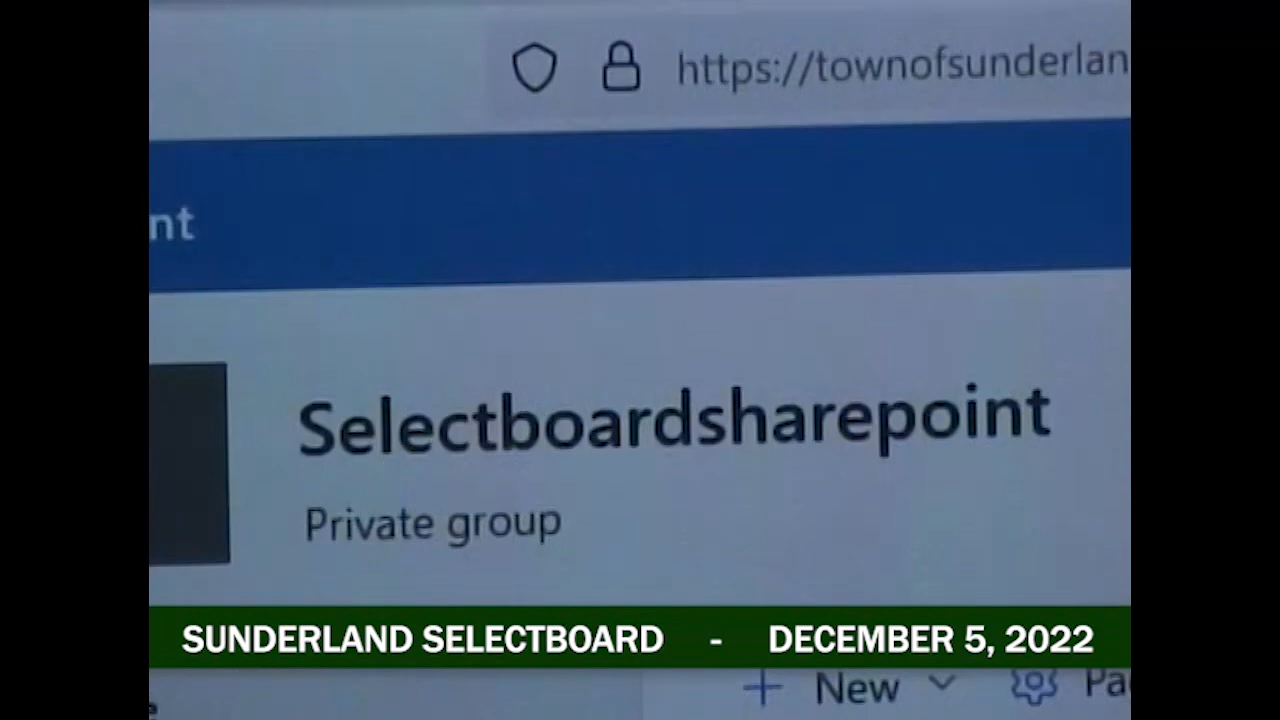 https://townofsunderlan
nt
Selectboardsharepoint
Private group
SUNDERLAND SELECTBOARD - DECEMBER 5, 2022
New Pa